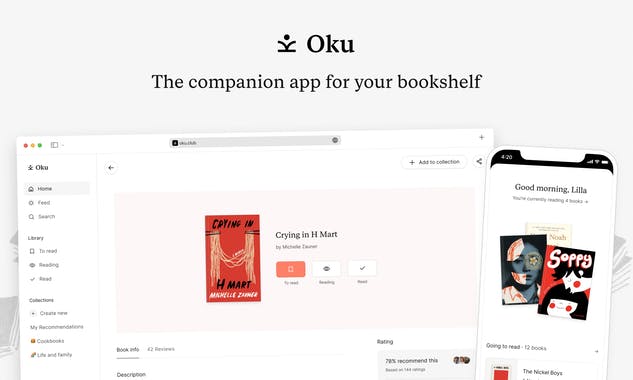 Oku
The companion app for your bookshelf
oku.club
Oku
Home
Feed
Search
Library
To read
Reading
Read
Collections
Create new
My Recommendations
Cookbooks
Life and family
Add to collection
CRYING IN
H MART
MICHELLE ZAUNER
Crying in H Mart
by Michelle Zauner
To read
Reading
Read
Book info
42 Reviews
Description
Rating
78% recommend this
Based on 144 ratings
4:20
Good morning, Lilla
You're currently reading 4 books →
Noah
SOPPY
Going to read · 12 books
The Nickel Boys